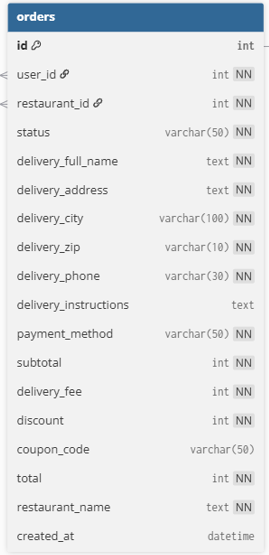 orders
id int
user_id int NN
restaurant_id int NN
status varchar(50) NN
delivery_full_name text NN
delivery_address text NN
delivery_city varchar(100) NN
delivery_zip varchar(10) NN
delivery_phone varchar(30) NN
delivery_instructions text
payment_method varchar(50) NN
subtotal int NN
delivery_fee int NN
discount int NN
coupon_code varchar(50)
total int NN
restaurant_name text NN
created_at datetime